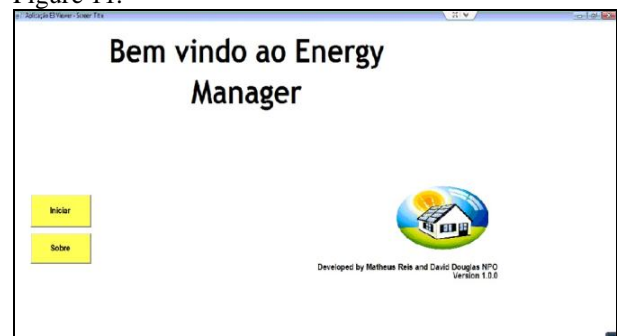 Figure 11.
Bem vindo ao Energy
Manager
Iniciar
Sobre
Developed by Matheus Reis and David Douglas NPO
Version 1.0.0